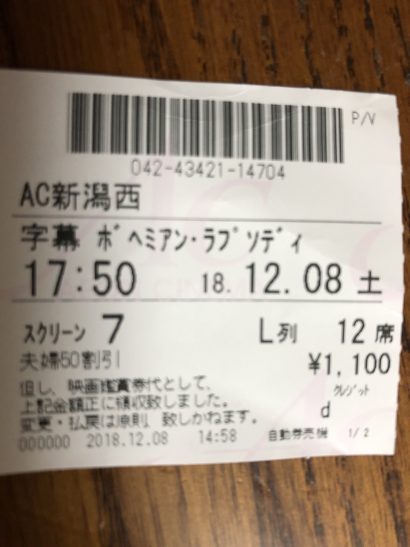 P/V
042-43421-14704
AC新潟西
字幕 ボヘミアン・ラプソディ
17:50 18.12.08 土
スクリーン 7 L列 12席
夫婦50割引 ¥1,100
クレジット
但し、映画鑑賞券代として、
上記金額正に領収致しました。 d
変更・払戻は原則、致しかねます。
000000 2018.12.08 14:58 自動券売機 1/2